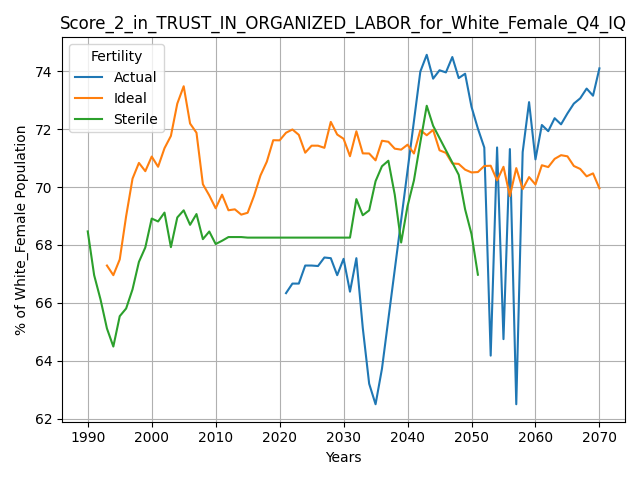 Score_2_in_TRUST_IN_ORGANIZED_LABOR_for_White_Female_Q4_IQ
Fertility
Actual
Ideal
Sterile
% of White_Female Population
74
72
70
68
66
64
62
1990 2000 2010 2020 2030 2040 2050 2060 2070
Years